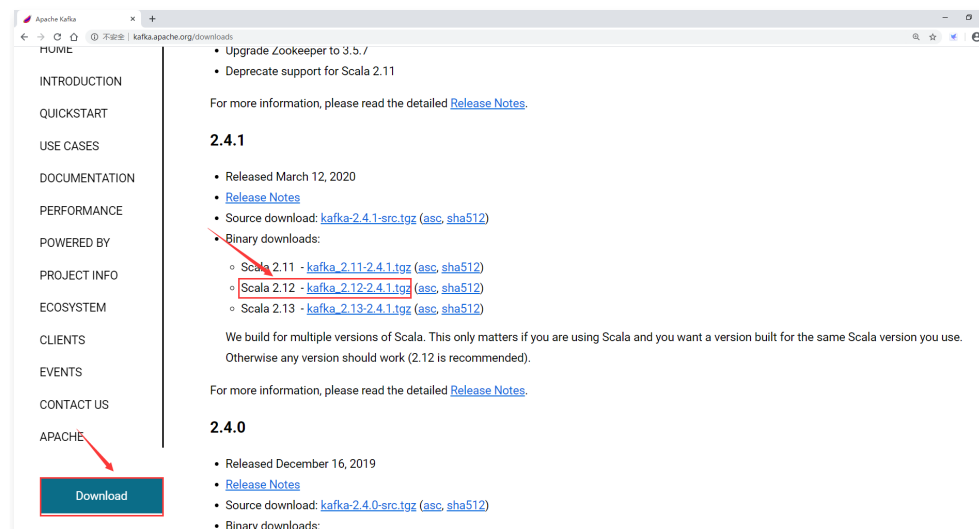 Apache Kafka
不安全 | kafka.apache.org/downloads
HOME
INTRODUCTION
QUICKSTART
USE CASES
DOCUMENTATION
PERFORMANCE
POWERED BY
PROJECT INFO
ECOSYSTEM
CLIENTS
EVENTS
CONTACT US
APACHE
Download
• Upgrade Zookeeper to 3.5.7
• Deprecate support for Scala 2.11
For more information, please read the detailed Release Notes.
2.4.1
• Released March 12, 2020
• Release Notes
• Source download: kafka-2.4.1-src.tgz (asc, sha512)
• Binary downloads:
◦ Scala 2.11 - kafka_2.11-2.4.1.tgz (asc, sha512)
◦ Scala 2.12 - kafka_2.12-2.4.1.tgz (asc, sha512)
◦ Scala 2.13 - kafka_2.13-2.4.1.tgz (asc, sha512)
We build for multiple versions of Scala. This only matters if you are using Scala and you want a version built for the same Scala version you use.
Otherwise any version should work (2.12 is recommended).
For more information, please read the detailed Release Notes.
2.4.0
• Released December 16, 2019
• Release Notes
• Source download: kafka-2.4.0-src.tgz (asc, sha512)
• Binary downloads: